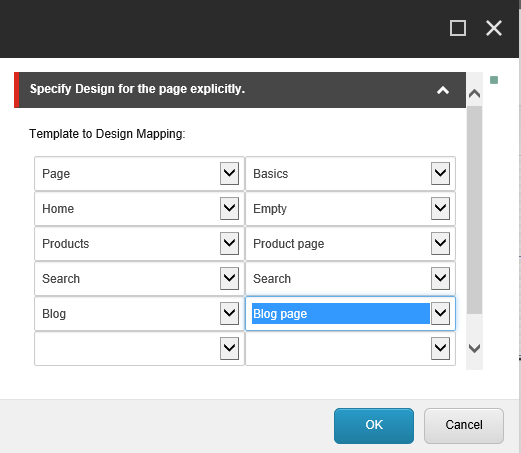 Specify Design for the page explicitly.
Template to Design Mapping:
Page Basics
Home Empty
Products Product page
Search Search
Blog Blog page
OK Cancel